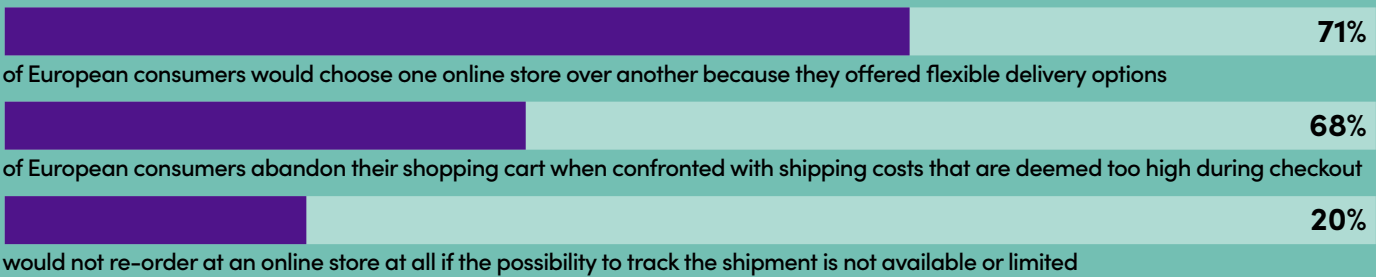 71%
of European consumers would choose one online store over another because they offered flexible delivery options
68%
of European consumers abandon their shopping cart when confronted with shipping costs that are deemed too high during checkout
20%
would not re-order at an online store at all if the possibility to track the shipment is not available or limited